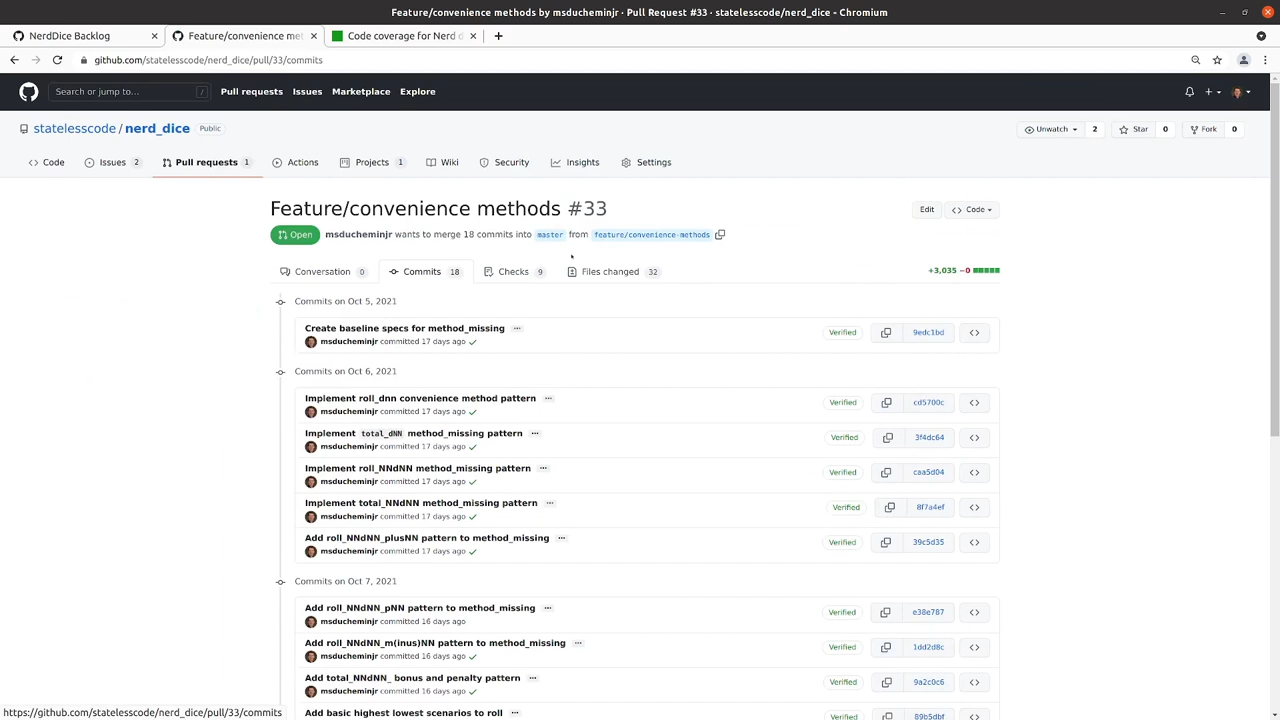 Feature/convenience methods by msducheminjr · Pull Request #33 · statelesscode/nerd_dice - Chromium
NerdDice Backlog
Feature/convenience met
Code coverage for Nerd d
github.com/statelesscode/nerd_dice/pull/33/commits
Search or jump to...
/
Pull requests
Issues
Marketplace
Explore
statelesscode / nerd_dice
Public
Unwatch
2
Star
0
Fork
0
Code
Issues 2
Pull requests 1
Actions
Projects 1
Wiki
Security
Insights
Settings
Feature/convenience methods #33
Edit
Code
Open
msducheminjr wants to merge 18 commits into master from feature/convenience-methods
Conversation 0
Commits 18
Checks 9
Files changed 32
+3,035 −0
Commits on Oct 5, 2021
Create baseline specs for method_missing ...
Verified
9edc1bd
msducheminjr committed 17 days ago
Commits on Oct 6, 2021
Implement roll_dnn convenience method pattern ...
Verified
cd5700c
msducheminjr committed 17 days ago
Implement total_dNN method_missing pattern ...
Verified
3f4dc64
msducheminjr committed 17 days ago
Implement roll_NNdNN method_missing pattern ...
Verified
caa5d04
msducheminjr committed 17 days ago
Implement total_NNdNN method_missing pattern ...
Verified
8f7a4ef
msducheminjr committed 17 days ago
Add roll_NNdNN_plusNN pattern to method_missing ...
Verified
39c5d35
msducheminjr committed 17 days ago
Commits on Oct 7, 2021
Add roll_NNdNN_pNN pattern to method_missing ...
Verified
e38e787
msducheminjr committed 16 days ago
Add roll_NNdNN_m(inus)NN pattern to method_missing ...
Verified
1dd2d8c
msducheminjr committed 16 days ago
Add total_NNdNN_ bonus and penalty pattern ...
Verified
9a2c0c6
msducheminjr committed 16 days ago
https://github.com/statelesscode/nerd_dice/pull/33/commits
Add basic highest lowest scenarios to roll ...
Verified
89b5dbf